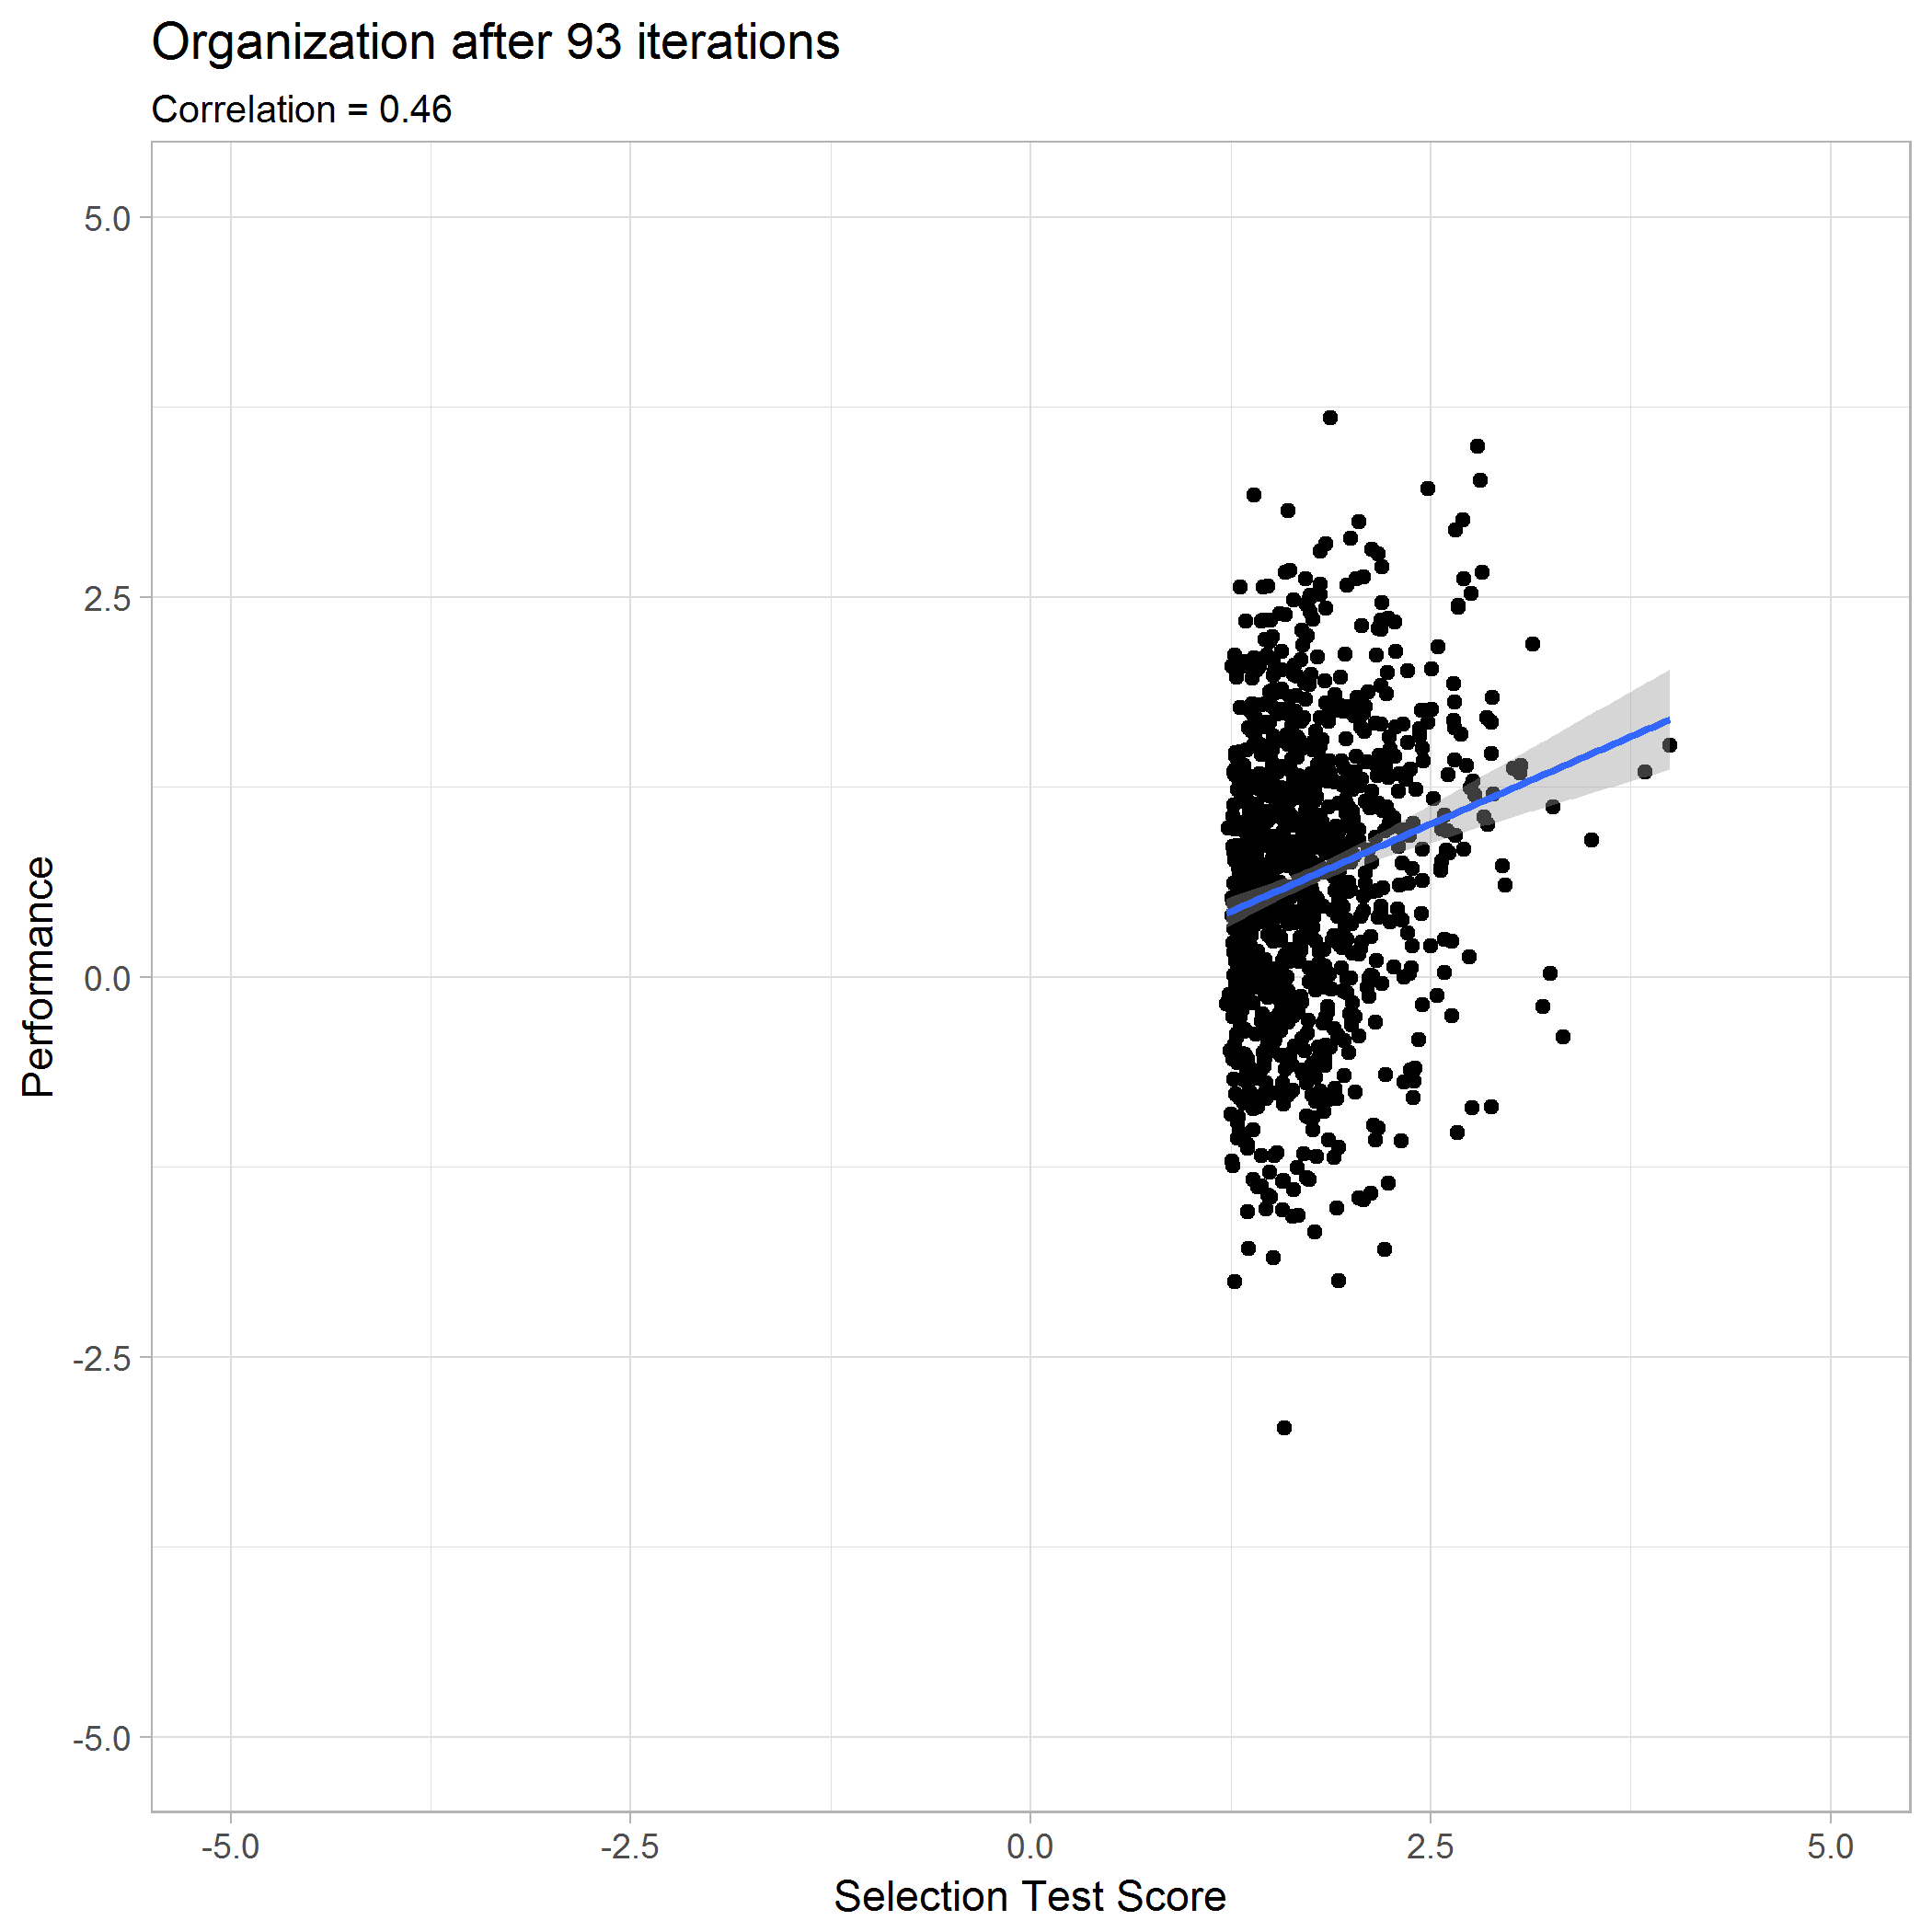 Organization after 93 iterations
Correlation = 0.46
5.0
2.5
0.0
-2.5
-5.0
Performance
-5.0
-2.5
0.0
2.5
5.0
Selection Test Score